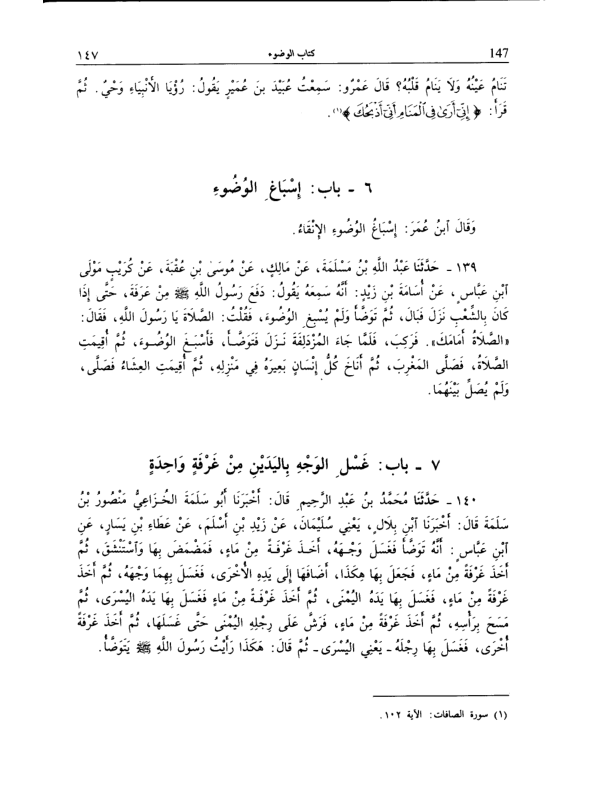 147 كتاب الوضوء ١٤٧
تَنَامُ عَيْنُهُ وَلَا يَنَامُ قَلْبُهُ؟ قَالَ عَمْرٌو: سَمِعْتُ عُبَيْدَ بنَ عُمَيْرٍ يَقُولُ: رُؤْيَا الأَنْبِيَاءِ وَحْيٌ. ثُمَّ
قَرَأَ: ﴿ إِنِّيٓ أَرَىٰ فِي ٱلْمَنَامِ أَنِّيٓ أَذْبَحُكَ ﴾(١).
٦ - باب: إِسْبَاغِ الوُضُوءِ
وَقَالَ ابنُ عُمَرَ: إِسْبَاغُ الوُضُوءِ الإِنْقَاءُ.
١٣٩ - حَدَّثَنَا عَبْدُ اللَّهِ بْنُ مَسْلَمَةَ، عَنْ مَالِكٍ، عَنْ مُوسَى بْنِ عُقْبَةَ، عَنْ كُرَيْبٍ مَوْلَى
ٱبْنِ عَبَّاسٍ، عَنْ أُسَامَةَ بْنِ زَيْدٍ: أَنَّهُ سَمِعَهُ يَقُولُ: دَفَعَ رَسُولُ اللَّهِ ﷺ مِنْ عَرَفَةَ، حَتَّى إِذَا
كَانَ بِالشِّعْبِ نَزَلَ فَبَالَ، ثُمَّ تَوَضَّأَ وَلَمْ يُسْبِغِ الوُضُوءَ، فَقُلْتُ: الصَّلَاةَ يَا رَسُولَ اللَّهِ، فَقَالَ:
«الصَّلَاةُ أَمَامَكَ». فَرَكِبَ، فَلَمَّا جَاءَ المُزْدَلِفَةَ نَزَلَ فَتَوَضَّأَ، فَأَسْبَغَ الوُضُوءَ، ثُمَّ أُقِيمَتِ
الصَّلَاةُ، فَصَلَّى المَغْرِبَ، ثُمَّ أَنَاخَ كُلُّ إِنْسَانٍ بَعِيرَهُ فِي مَنْزِلِهِ، ثُمَّ أُقِيمَتِ العِشَاءُ فَصَلَّى،
وَلَمْ يُصَلِّ بَيْنَهُمَا.
٧ - باب: غَسْلِ الوَجْهِ بِاليَدَيْنِ مِنْ غَرْفَةٍ وَاحِدَةٍ
١٤٠ - حَدَّثَنَا مُحَمَّدُ بنُ عَبْدِ الرَّحِيمِ قَالَ: أَخْبَرَنَا أَبُو سَلَمَةَ الخُزَاعِيُّ مَنْصُورُ بْنُ
سَلَمَةَ قَالَ: أَخْبَرَنَا ٱبْنُ بِلَالٍ، يَعْنِي سُلَيْمَانَ، عَنْ زَيْدِ بْنِ أَسْلَمَ، عَنْ عَطَاءِ بْنِ يَسَارٍ، عَنِ
ٱبْنِ عَبَّاسٍ: أَنَّهُ تَوَضَّأَ فَغَسَلَ وَجْهَهُ، أَخَذَ غَرْفَةً مِنْ مَاءٍ، فَمَضْمَضَ بِهَا وَٱسْتَنْشَقَ، ثُمَّ
أَخَذَ غَرْفَةً مِنْ مَاءٍ، فَجَعَلَ بِهَا هكَذَا، أَضَافَهَا إِلَى يَدِهِ الأُخْرَى، فَغَسَلَ بِهِمَا وَجْهَهُ، ثُمَّ أَخَذَ
غَرْفَةً مِنْ مَاءٍ، فَغَسَلَ بِهَا يَدَهُ اليُمْنَى، ثُمَّ أَخَذَ غَرْفَةً مِنْ مَاءٍ فَغَسَلَ بِهَا يَدَهُ اليُسْرَى، ثُمَّ
مَسَحَ بِرَأْسِهِ، ثُمَّ أَخَذَ غَرْفَةً مِنْ مَاءٍ، فَرَشَّ عَلَى رِجْلِهِ اليُمْنَى حَتَّى غَسَلَهَا، ثُمَّ أَخَذَ غَرْفَةً
أُخْرَى، فَغَسَلَ بِهَا رِجْلَهُ - يَعْنِي اليُسْرَى - ثُمَّ قَالَ: هَكَذَا رَأَيْتُ رَسُولَ اللَّهِ ﷺ يَتَوَضَّأُ.
(١) سورة الصافات: الآية ١٠٢.